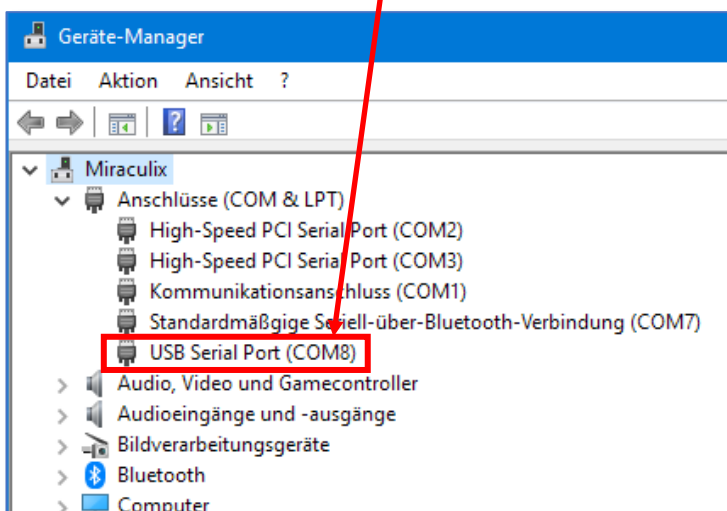 Geräte-Manager
Datei Aktion Ansicht ?
Miraculix
Anschlüsse (COM & LPT)
High-Speed PCI Serial Port (COM2)
High-Speed PCI Serial Port (COM3)
Kommunikationsanschluss (COM1)
Standardmäßgige Seriell-über-Bluetooth-Verbindung (COM7)
USB Serial Port (COM8)
Audio, Video und Gamecontroller
Audioeingänge und -ausgänge
Bildverarbeitungsgeräte
Bluetooth
Computer